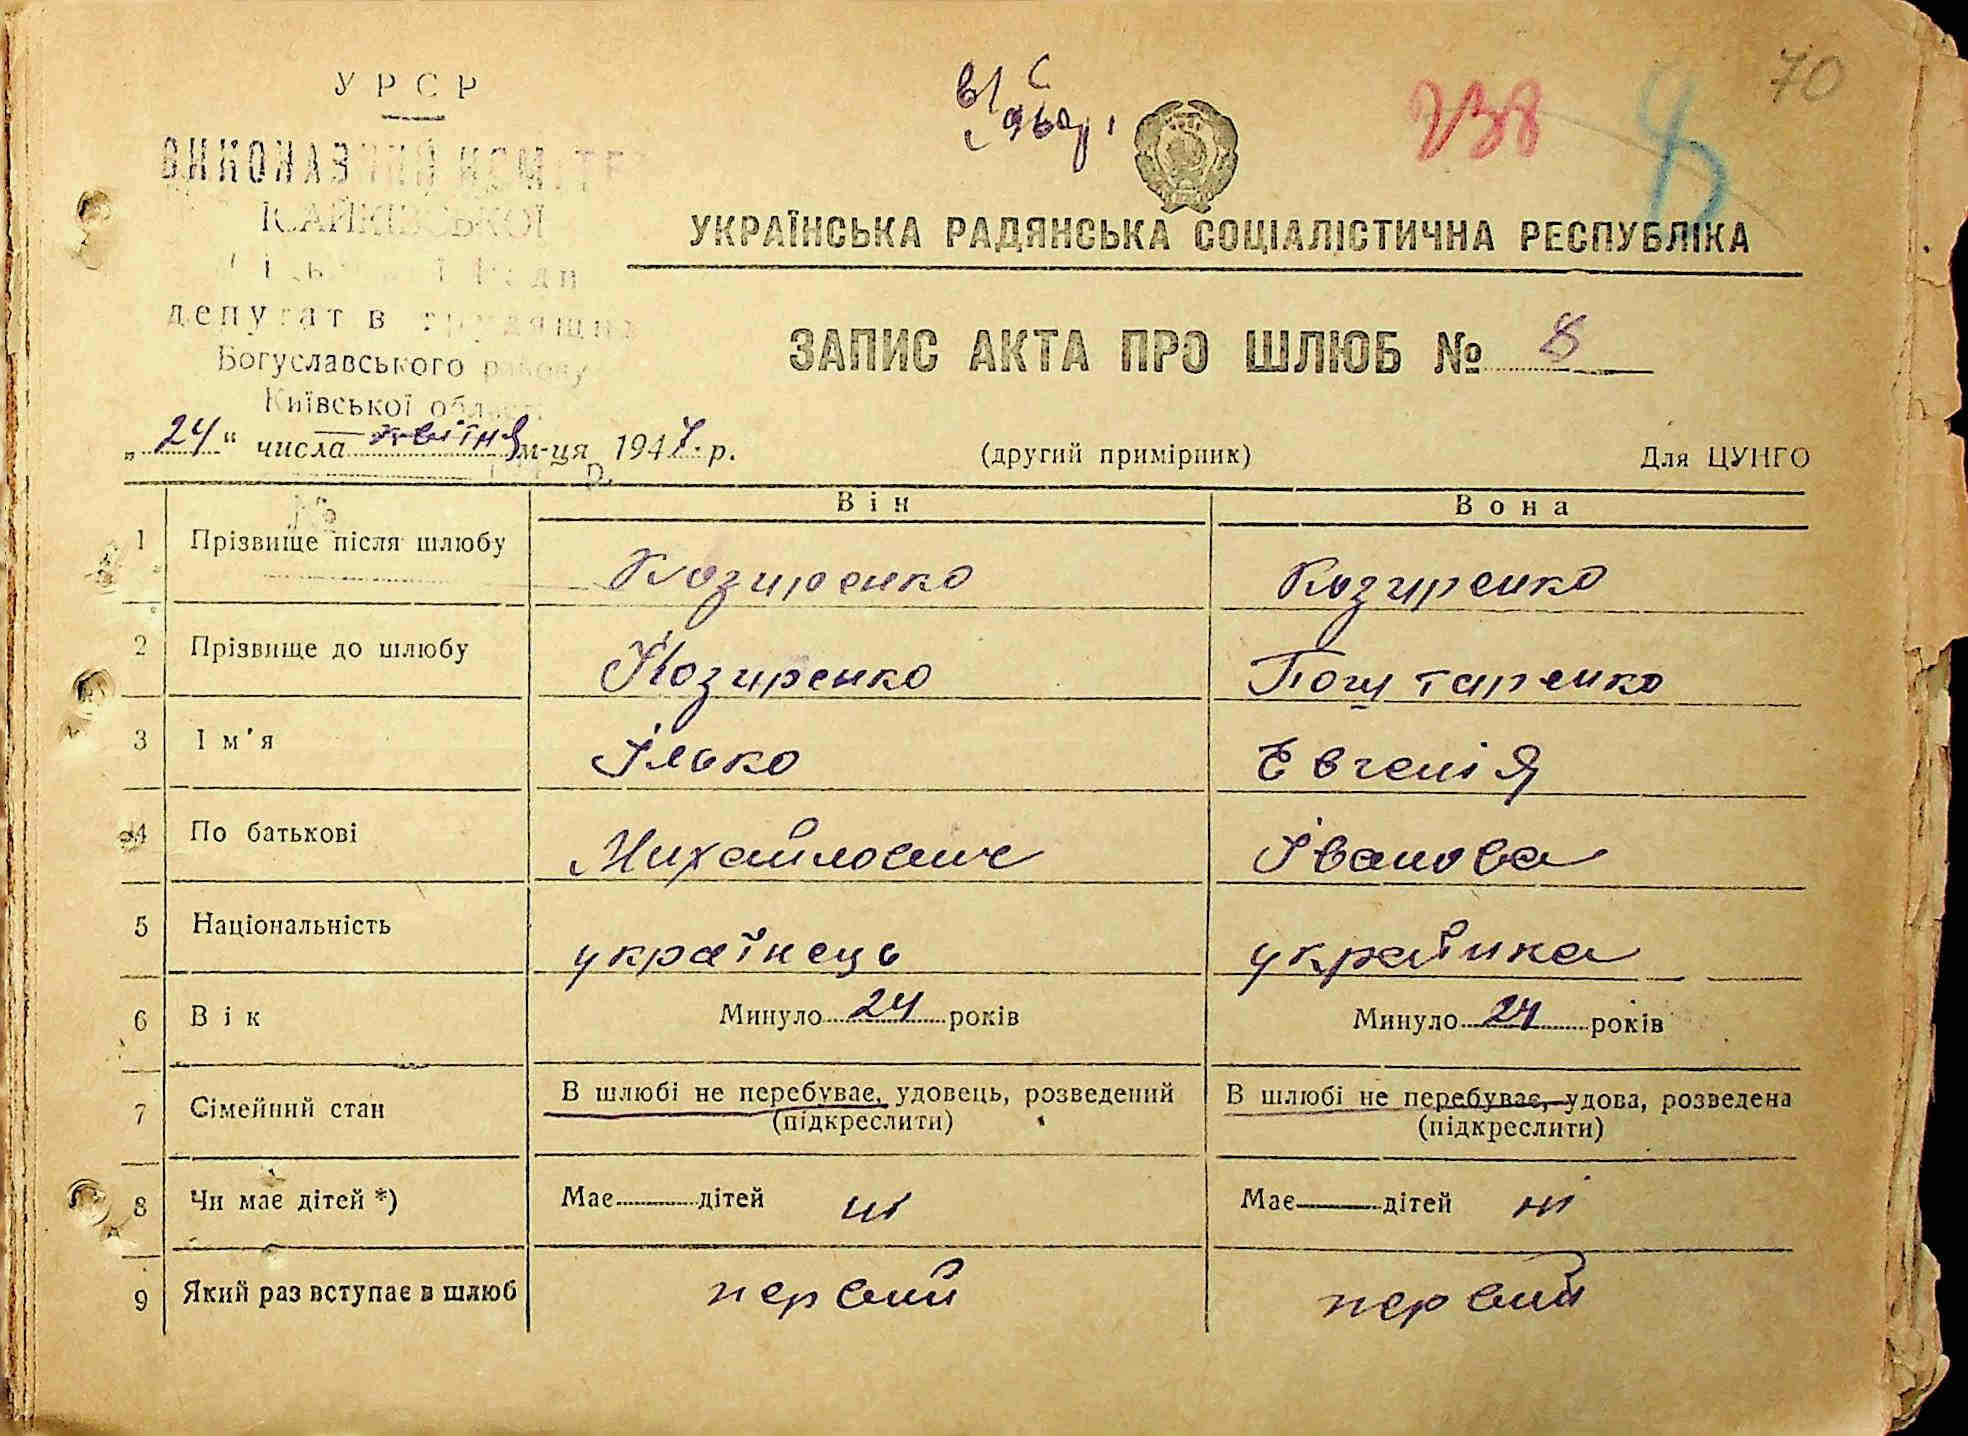 УРСР
ВИКОНАВЧИЙ КОМІТЕТ
ІСАЙКІВСЬКОЇ
депутатів трудящих
Богуславського району
Київської області
70
238
УКРАЇНСЬКА РАДЯНСЬКА СОЦІАЛІСТИЧНА РЕСПУБЛІКА
ЗАПИС АКТА ПРО ШЛЮБ № 8
„24“ числа квітня м-ця 1947 р. (другий примірник) Для ЦУНГО
Він Вона
1 Прізвище після шлюбу Козиренко Козиренко
2 Прізвище до шлюбу Козиренко Поштаренко
3 Ім'я Ілько Евгенія
4 По батькові Михайлович Іванова
5 Національність українець українка
6 Вік Минуло 24 років Минуло 24 років
7 Сімейний стан В шлюбі не перебуває, удовець, розведений В шлюбі не перебуває, удова, розведена
(підкреслити) (підкреслити)
8 Чи має дітей *) Має дітей ні Має дітей ні
9 Який раз вступає в шлюб первий первий